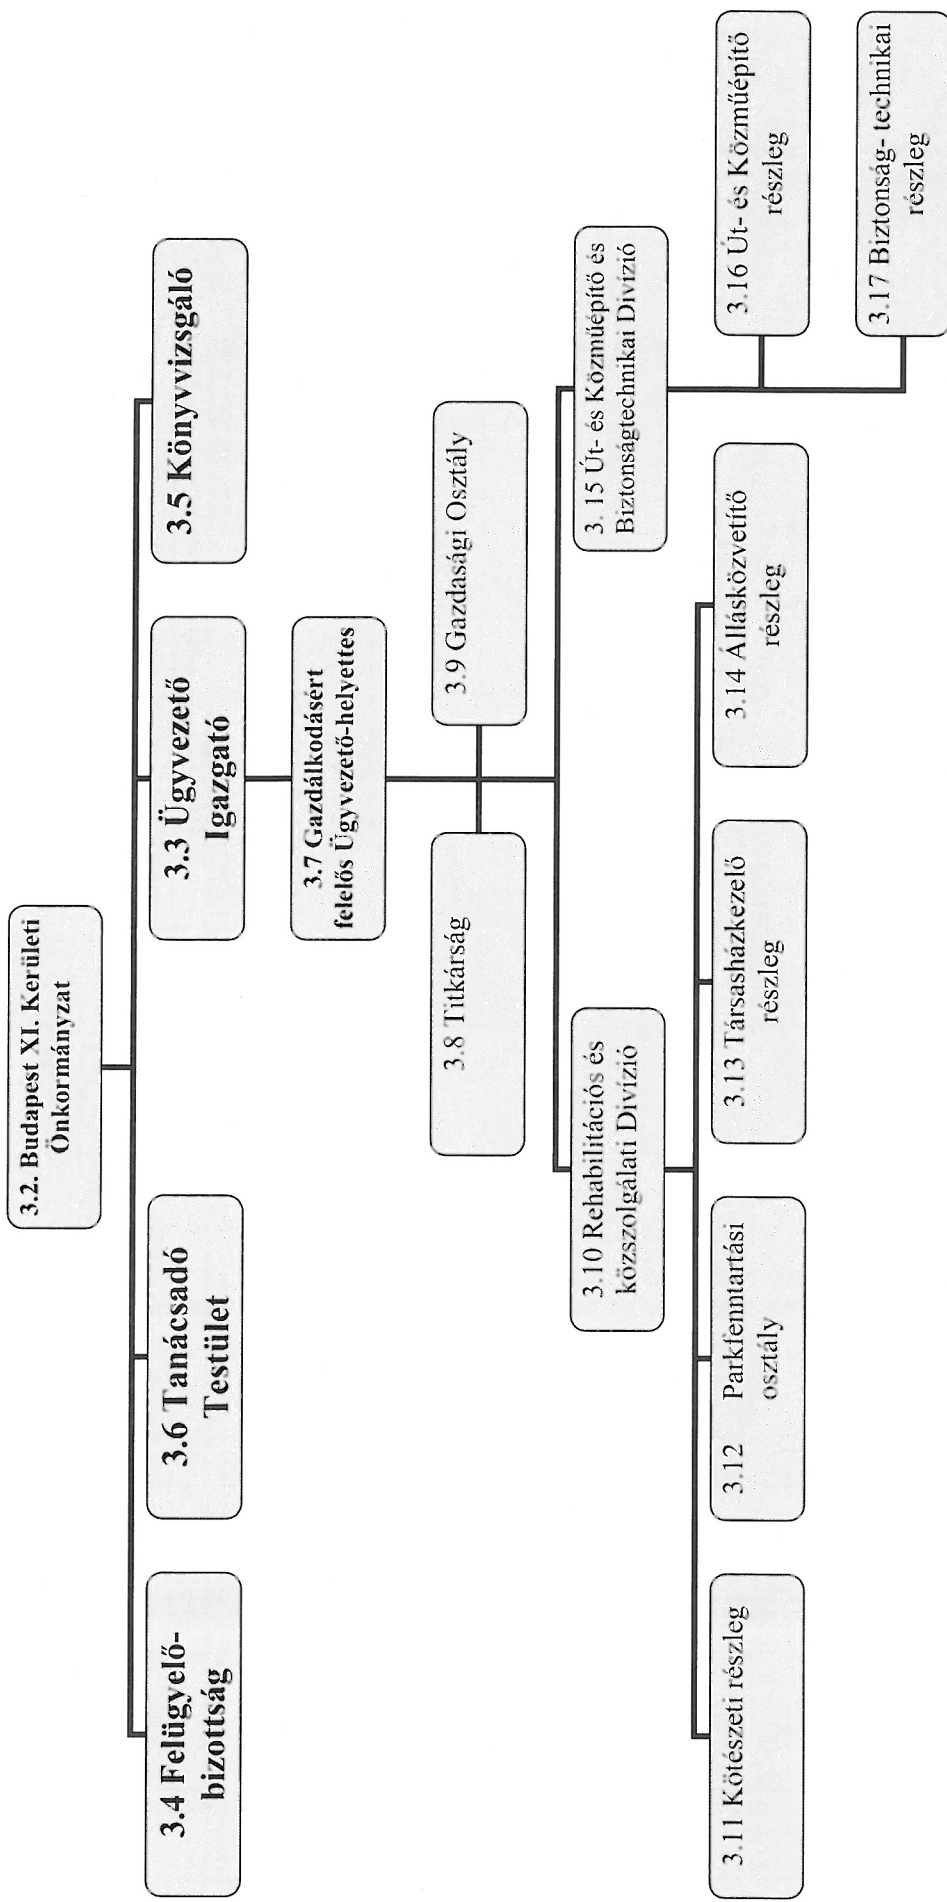 3.2. Budapest XI. Kerületi
Önkormányzat
3.4 Felügyelő-
bizottság
3.6 Tanácsadó
Testület
3.3 Ügyvezető
Igazgató
3.5 Könyvvizsgáló
3.7 Gazdálkodásért
felelős Ügyvezető-helyettes
3.8 Titkárság
3.9 Gazdasági Osztály
3.10 Rehabilitációs és
közszolgálati Divízió
3. 15 Út- és Közműépítő és
Biztonságtechnikai Divízió
3.11 Kötészeti részleg
3.12 Parkfenntartási
osztály
3.13 Társasházkezelő
részleg
3.14 Állásközvetítő
részleg
3.16 Út- és Közműépítő
részleg
3.17 Biztonság- technikai
részleg